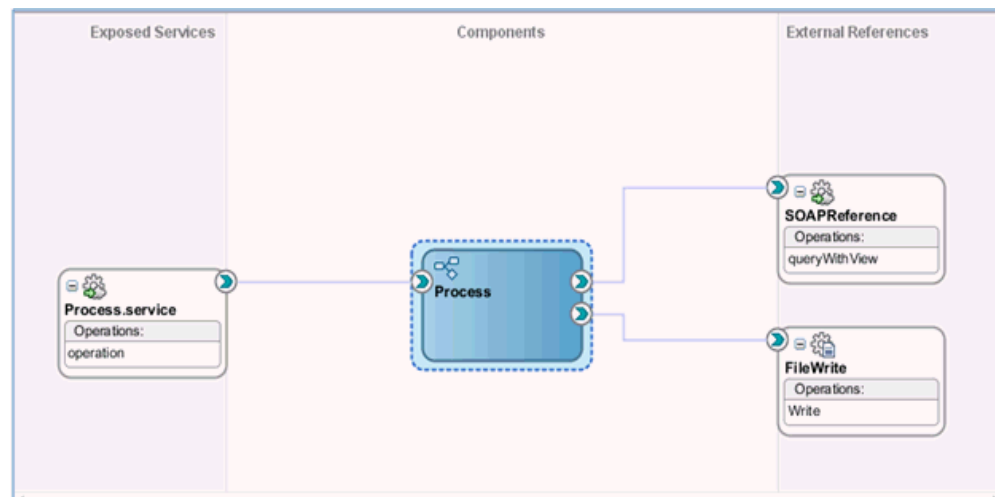 Exposed Services
Components
External References
Process.service
Operations:
operation
Process
SOAPReference
Operations:
queryWithView
FileWrite
Operations:
Write